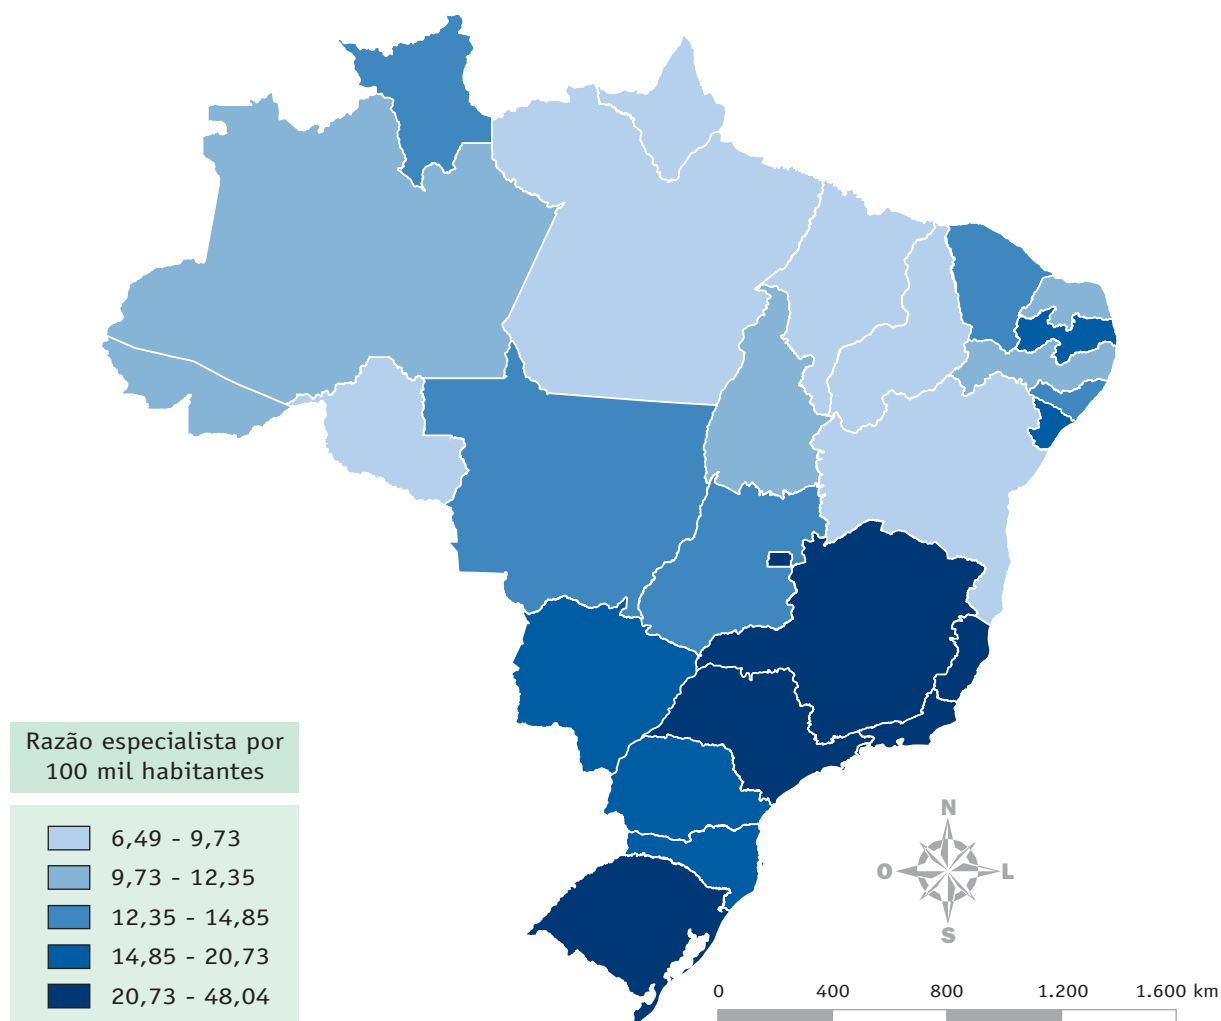 Razão especialista por
100 mil habitantes
6,49 - 9,73
9,73 - 12,35
12,35 - 14,85
14,85 - 20,73
20,73 - 48,04
N
O
L
S
0 400 800 1.200 1.600 km